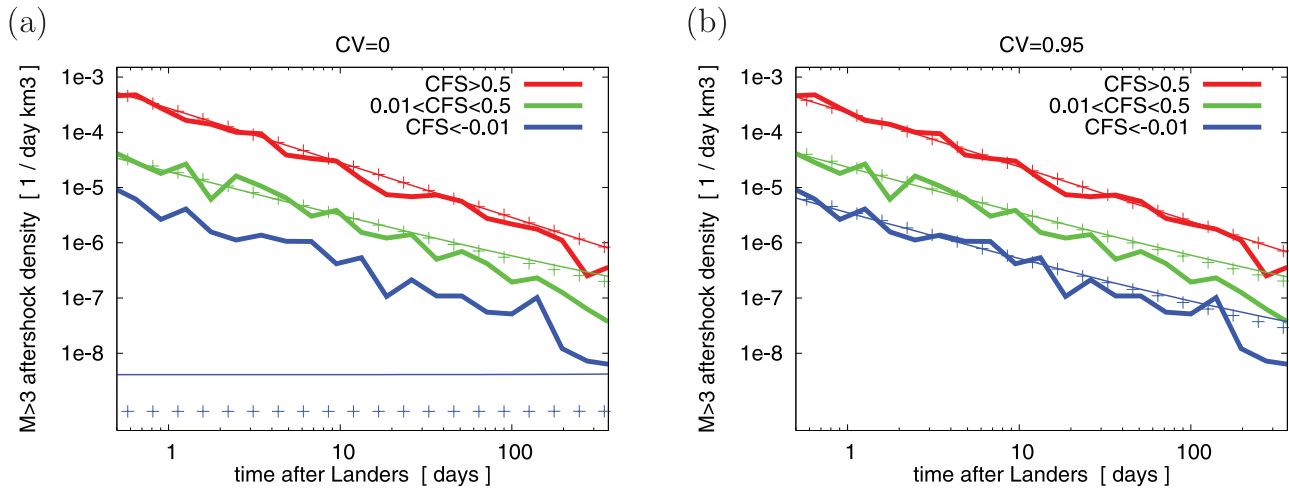 (a)
CV=0
M>3 aftershock density [ 1 / day km3 ]
1e-3
1e-4
1e-5
1e-6
1e-7
1e-8
CFS>0.5
0.01<CFS<0.5
CFS<-0.01
1 10 100
time after Landers [ days ]
(b)
CV=0.95
M>3 aftershock density [ 1 / day km3 ]
1e-3
1e-4
1e-5
1e-6
1e-7
1e-8
CFS>0.5
0.01<CFS<0.5
CFS<-0.01
1 10 100
time after Landers [ days ]